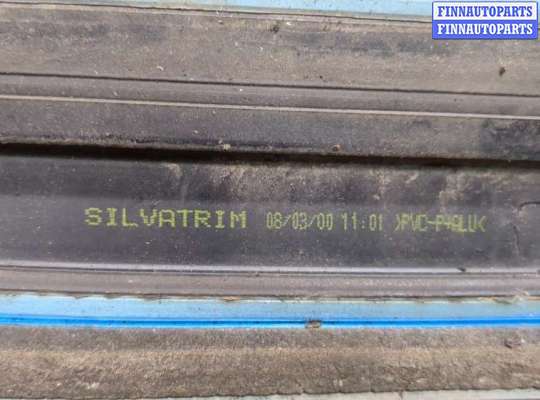 FINNAUTOPARTS
FINNAUTOPARTS
SILVATRIM 08/03/00 11:01 >PVC-P+ALU<